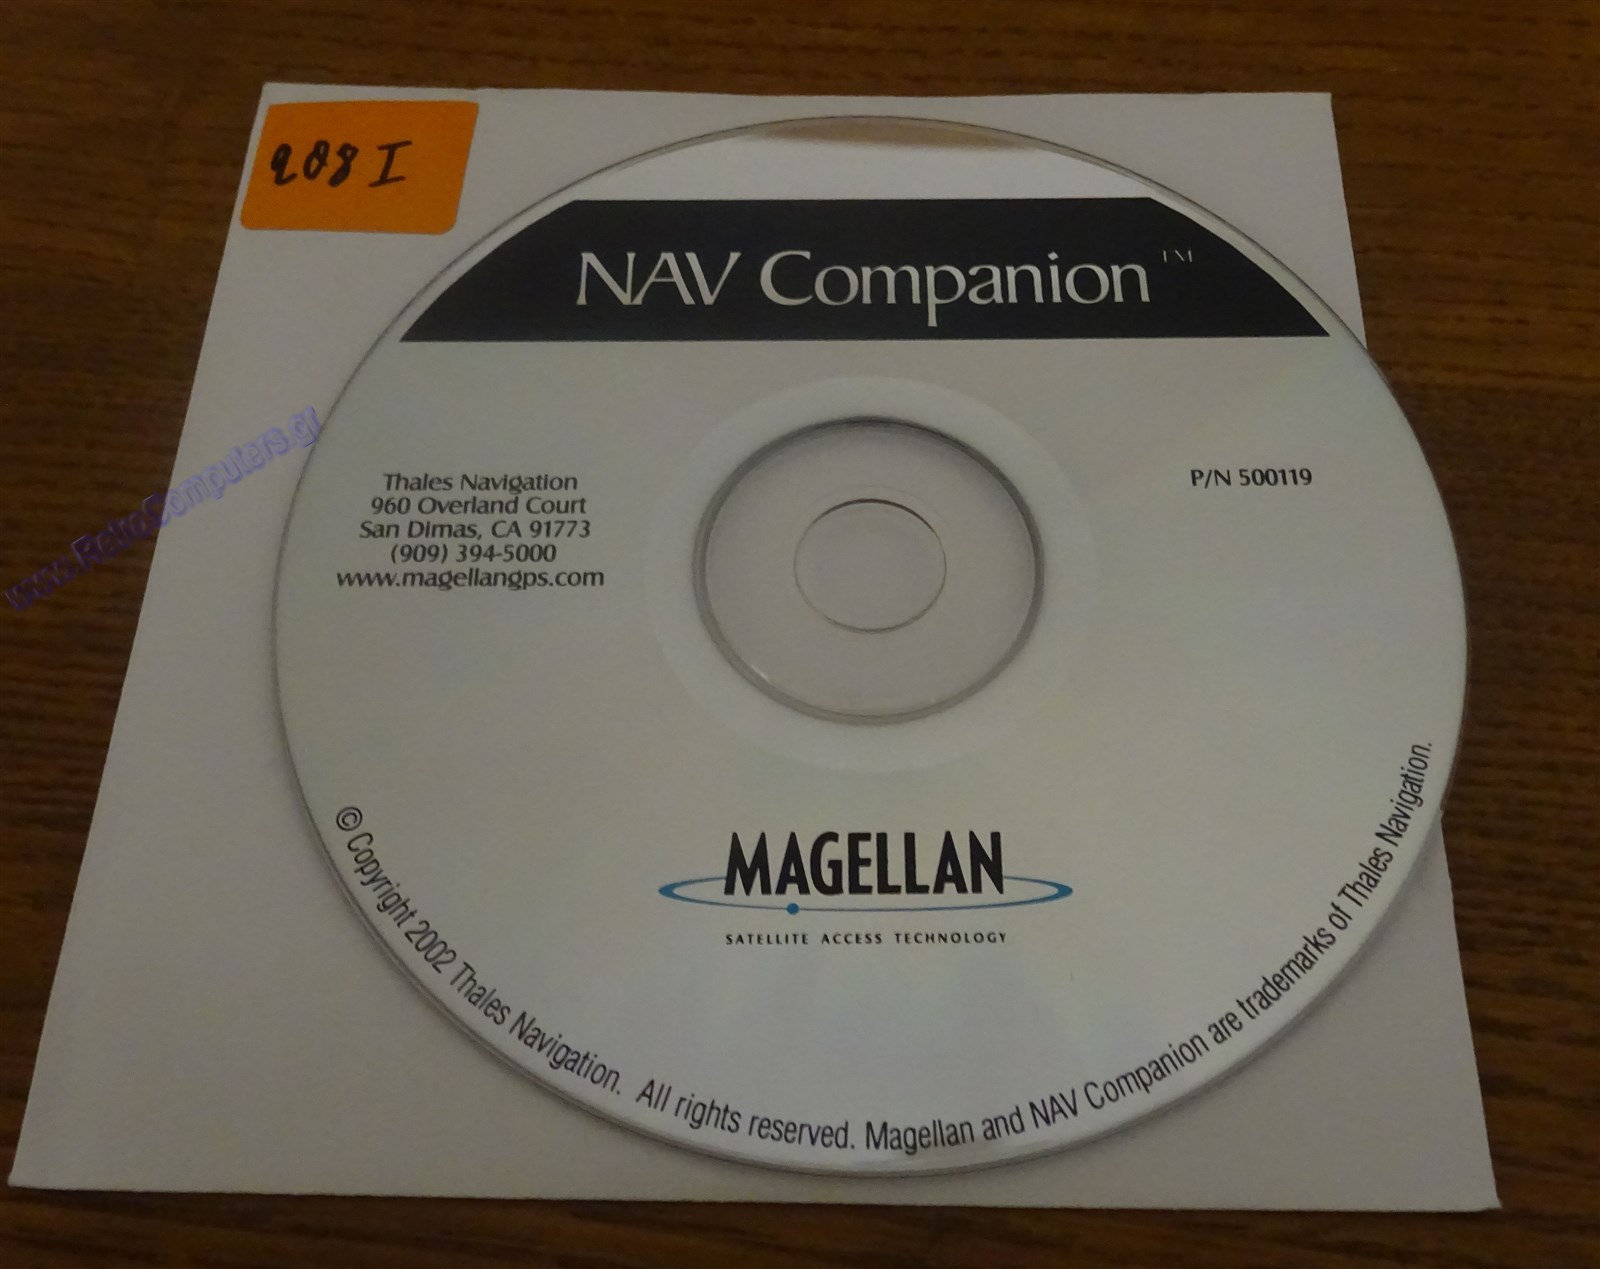 208 I
NAV Companion™
Thales Navigation
960 Overland Court
San Dimas, CA 91773
(909) 394-5000
www.magellangps.com
P/N 500119
MAGELLAN
SATELLITE ACCESS TECHNOLOGY
© Copyright 2002 Thales Navigation. All rights reserved. Magellan and NAV Companion are trademarks of Thales Navigation.
www.RetroComputers.gr